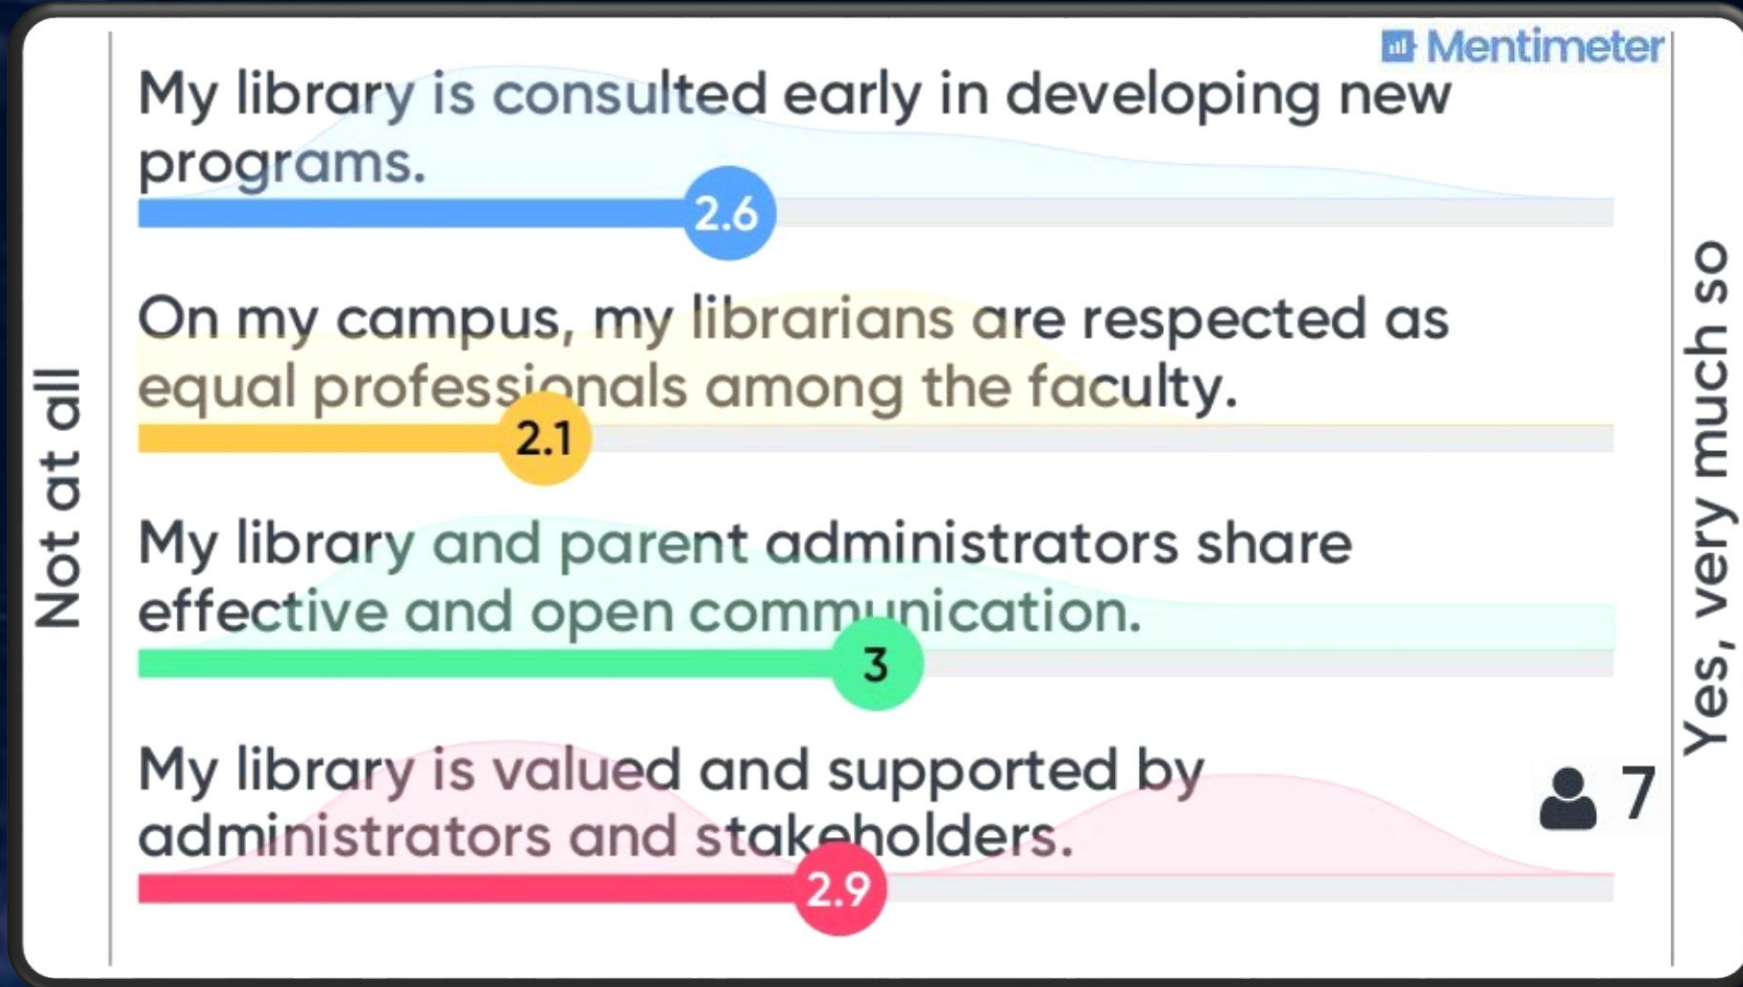 Mentimeter
My library is consulted early in developing new
programs.
2.6
On my campus, my librarians are respected as
equal professionals among the faculty.
2.1
My library and parent administrators share
effective and open communication.
3
My library is valued and supported by
administrators and stakeholders.
2.9
7
Not at all
Yes, very much so